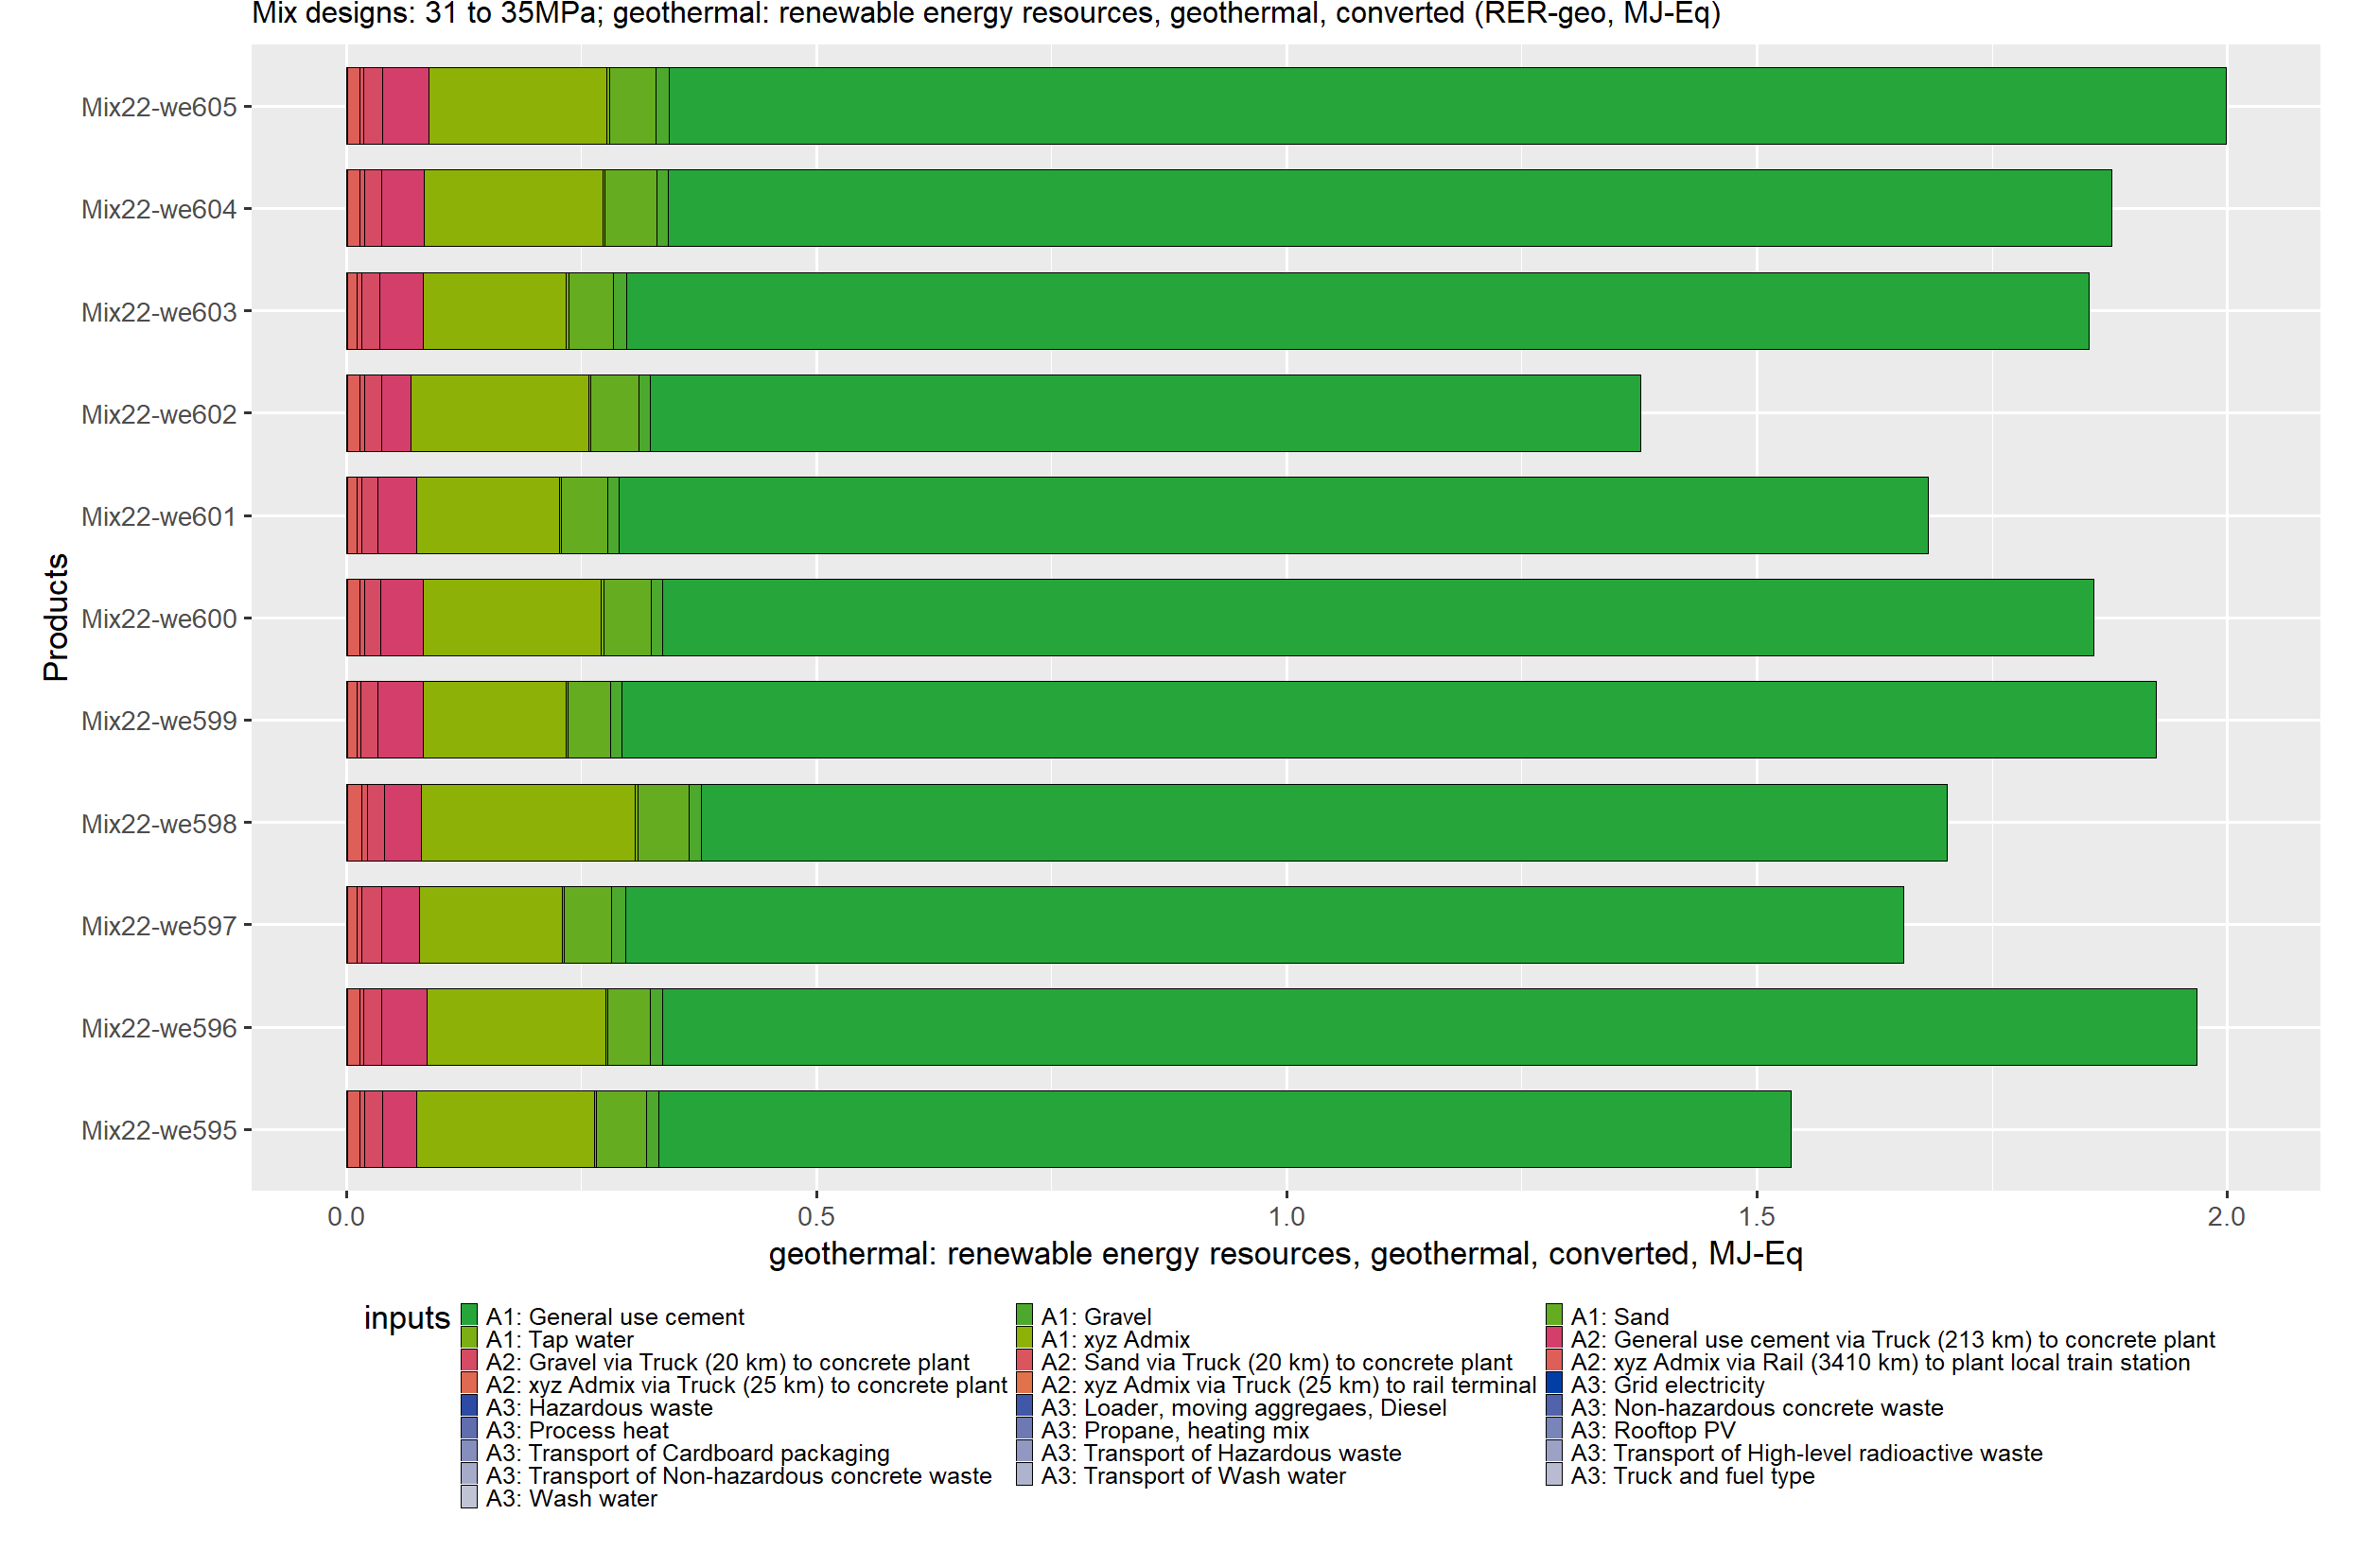 Mix designs: 31 to 35MPa; geothermal: renewable energy resources, geothermal, converted (RER-geo, MJ-Eq)
Products
Mix22-we605
Mix22-we604
Mix22-we603
Mix22-we602
Mix22-we601
Mix22-we600
Mix22-we599
Mix22-we598
Mix22-we597
Mix22-we596
Mix22-we595
0.0 0.5 1.0 1.5 2.0
geothermal: renewable energy resources, geothermal, converted, MJ-Eq
inputs
A1: General use cement A1: Gravel A1: Sand
A1: Tap water A1: xyz Admix A2: General use cement via Truck (213 km) to concrete plant
A2: Gravel via Truck (20 km) to concrete plant A2: Sand via Truck (20 km) to concrete plant A2: xyz Admix via Rail (3410 km) to plant local train station
A2: xyz Admix via Truck (25 km) to concrete plant A2: xyz Admix via Truck (25 km) to rail terminal A3: Grid electricity
A3: Hazardous waste A3: Loader, moving aggregaes, Diesel A3: Non-hazardous concrete waste
A3: Process heat A3: Propane, heating mix A3: Rooftop PV
A3: Transport of Cardboard packaging A3: Transport of Hazardous waste A3: Transport of High-level radioactive waste
A3: Transport of Non-hazardous concrete waste A3: Transport of Wash water A3: Truck and fuel type
A3: Wash water